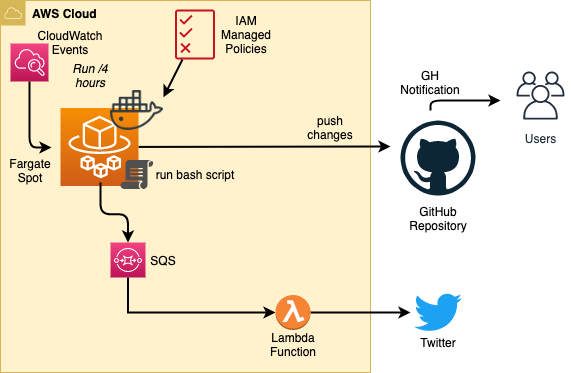 AWS Cloud
CloudWatch
Events
Run /4
hours
IAM
Managed
Policies
Fargate
Spot
run bash script
push
changes
GH
Notification
Users
GitHub
Repository
SQS
Lambda
Function
Twitter